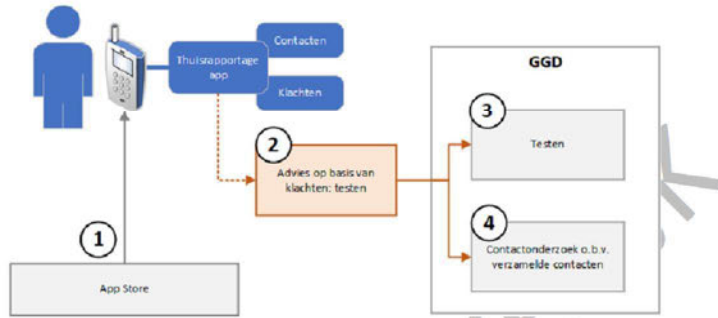 Contacten
Thuisrapportage
app
Klachten
GGD
3
Testen
2
Advies op basis van
klachten: testen
4
Contactonderzoek o.b.v.
verzamelde contacten
1
App Store